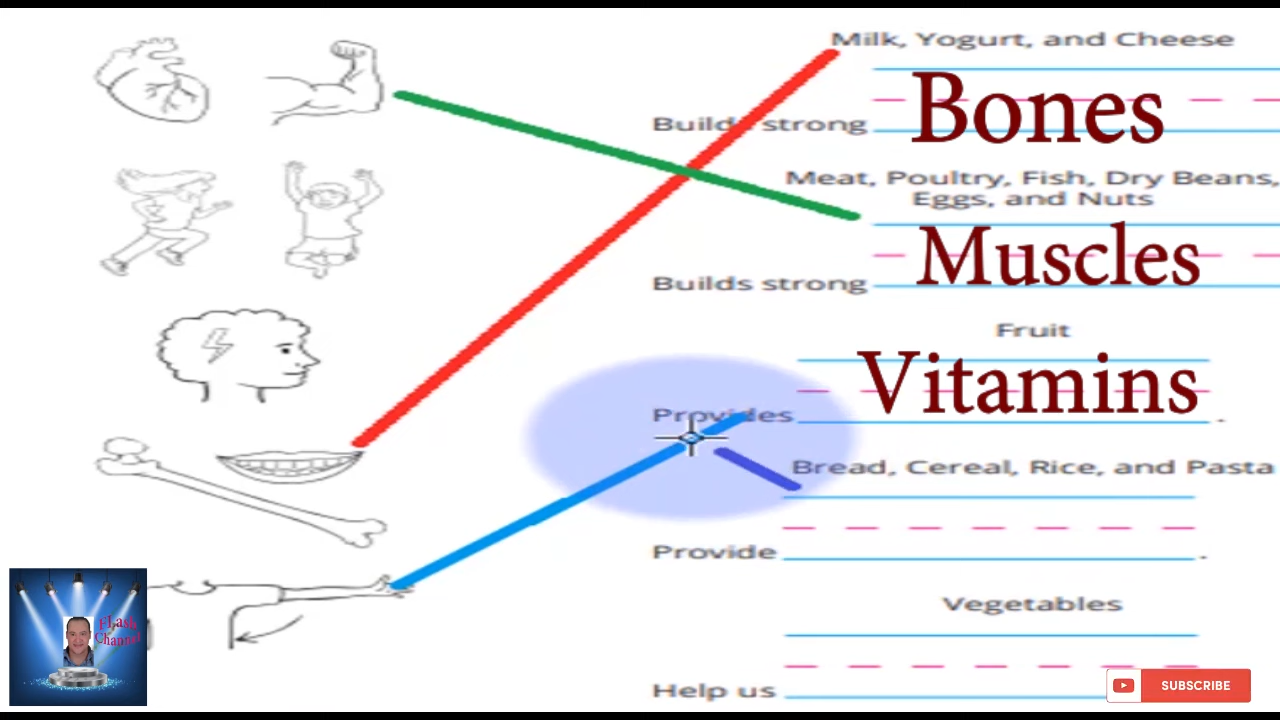 Milk, Yogurt, and Cheese
Builds strong Bones
Meat, Poultry, Fish, Dry Beans,
Eggs, and Nuts
Builds strong Muscles
Fruit
Provides Vitamins .
Bread, Cereal, Rice, and Pasta
Provide .
Vegetables
Help us
FLash
Channel
SUBSCRIBE